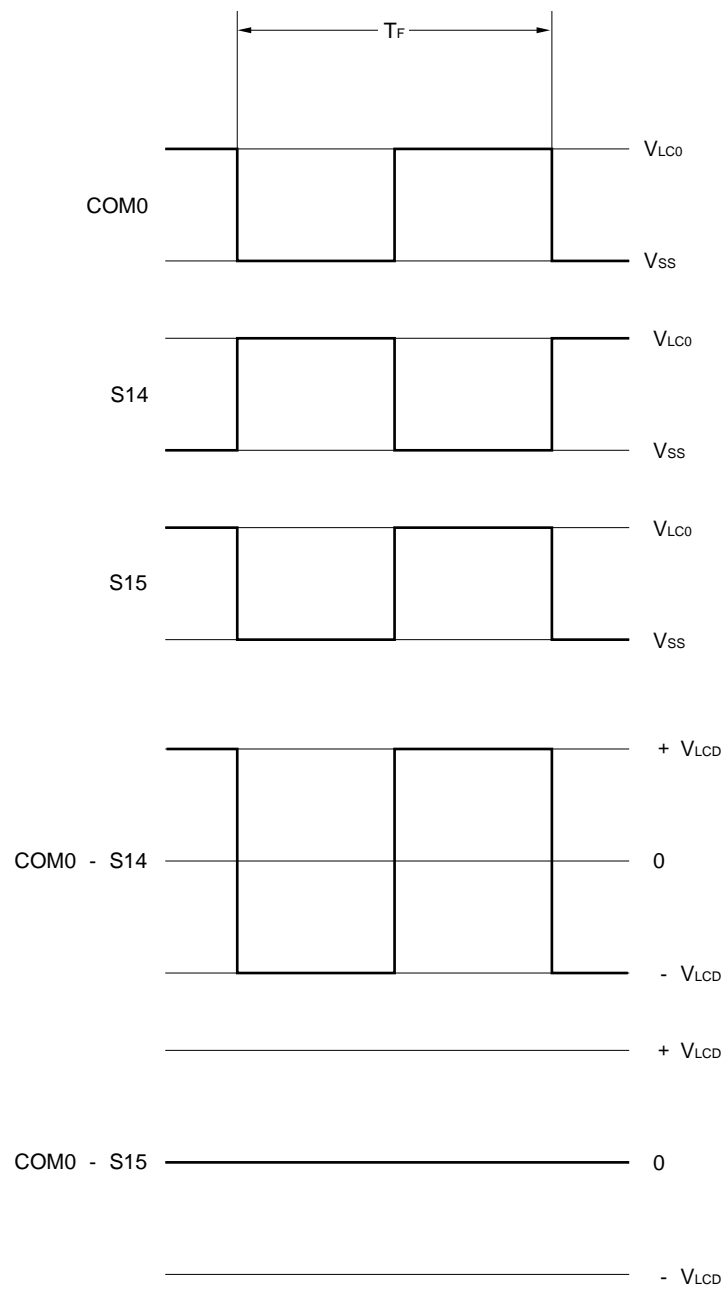 TF
VLC0
COM0
VSS
VLC0
S14
VSS
VLC0
S15
VSS
+ VLCD
COM0 - S14
0
- VLCD
+ VLCD
COM0 - S15
0
- VLCD